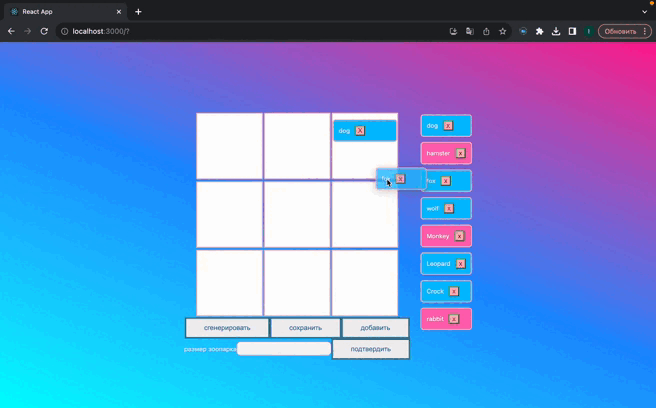 React App
localhost:3000/?
Обновить
dog X
dog X
hamster X
fox X
fox X
wolf X
Monkey X
Leopard X
Crock X
rabbit X
сгенерировать сохранить добавить
размер зоопарка подтвердить